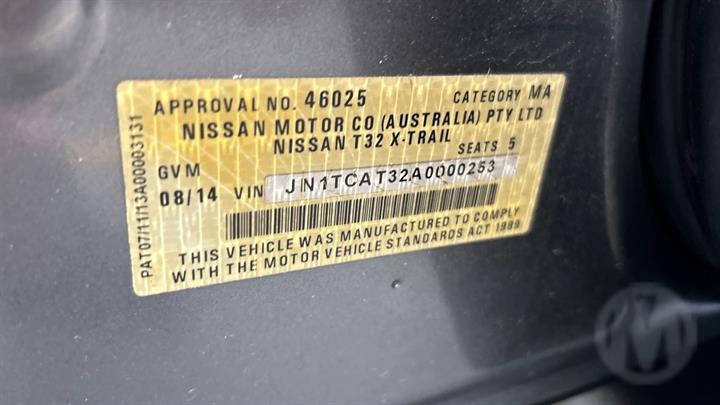 APPROVAL NO. 46025 CATEGORY MA
NISSAN MOTOR CO (AUSTRALIA) PTY LTD
NISSAN T32 X-TRAIL
GVM SEATS 5
08/14 VIN JN1TCAT32A0000253
THIS VEHICLE WAS MANUFACTURED TO COMPLY
WITH THE MOTOR VEHICLE STANDARDS ACT 1989
PAT07/11/13A00003131
M